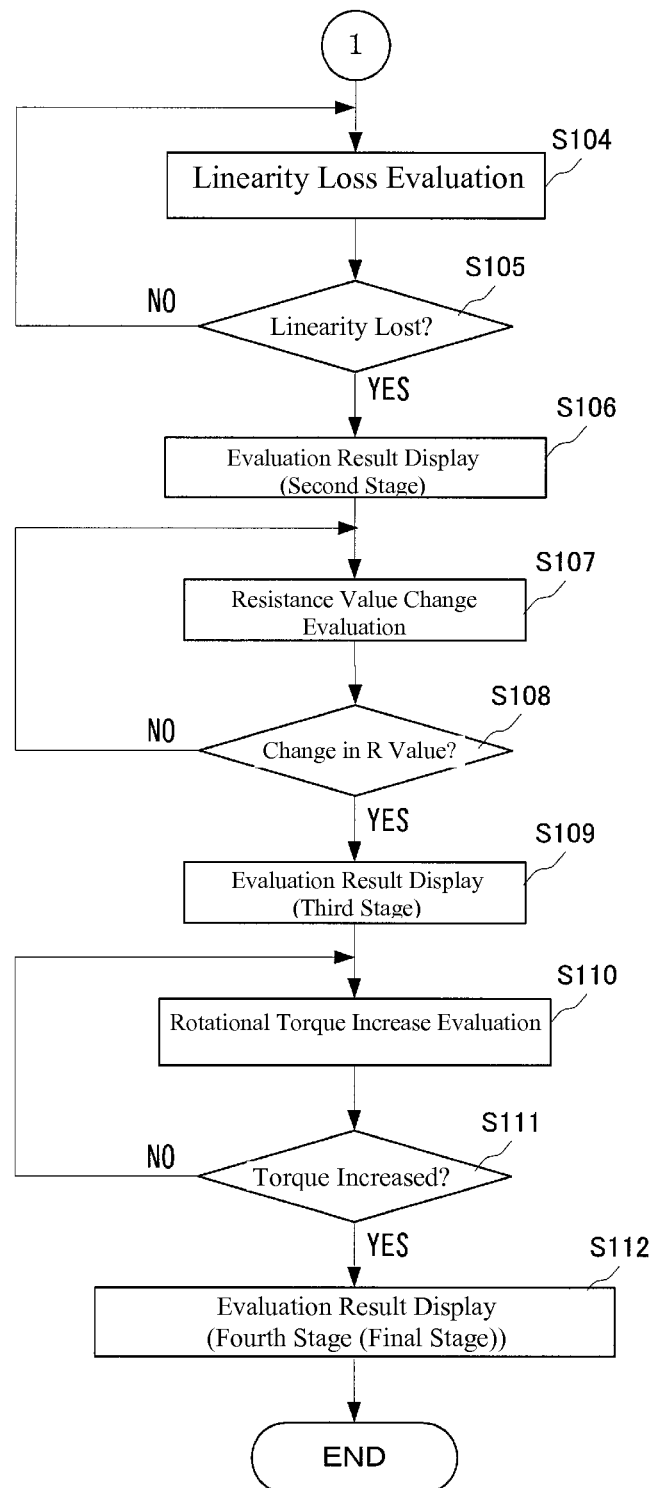 1
S104
Linearity Loss Evaluation
S105
NO
Linearity Lost?
YES
S106
Evaluation Result Display
(Second Stage)
S107
Resistance Value Change
Evaluation
S108
NO
Change in R Value?
YES
S109
Evaluation Result Display
(Third Stage)
S110
Rotational Torque Increase Evaluation
S111
NO
Torque Increased?
YES
S112
Evaluation Result Display
(Fourth Stage (Final Stage))
END